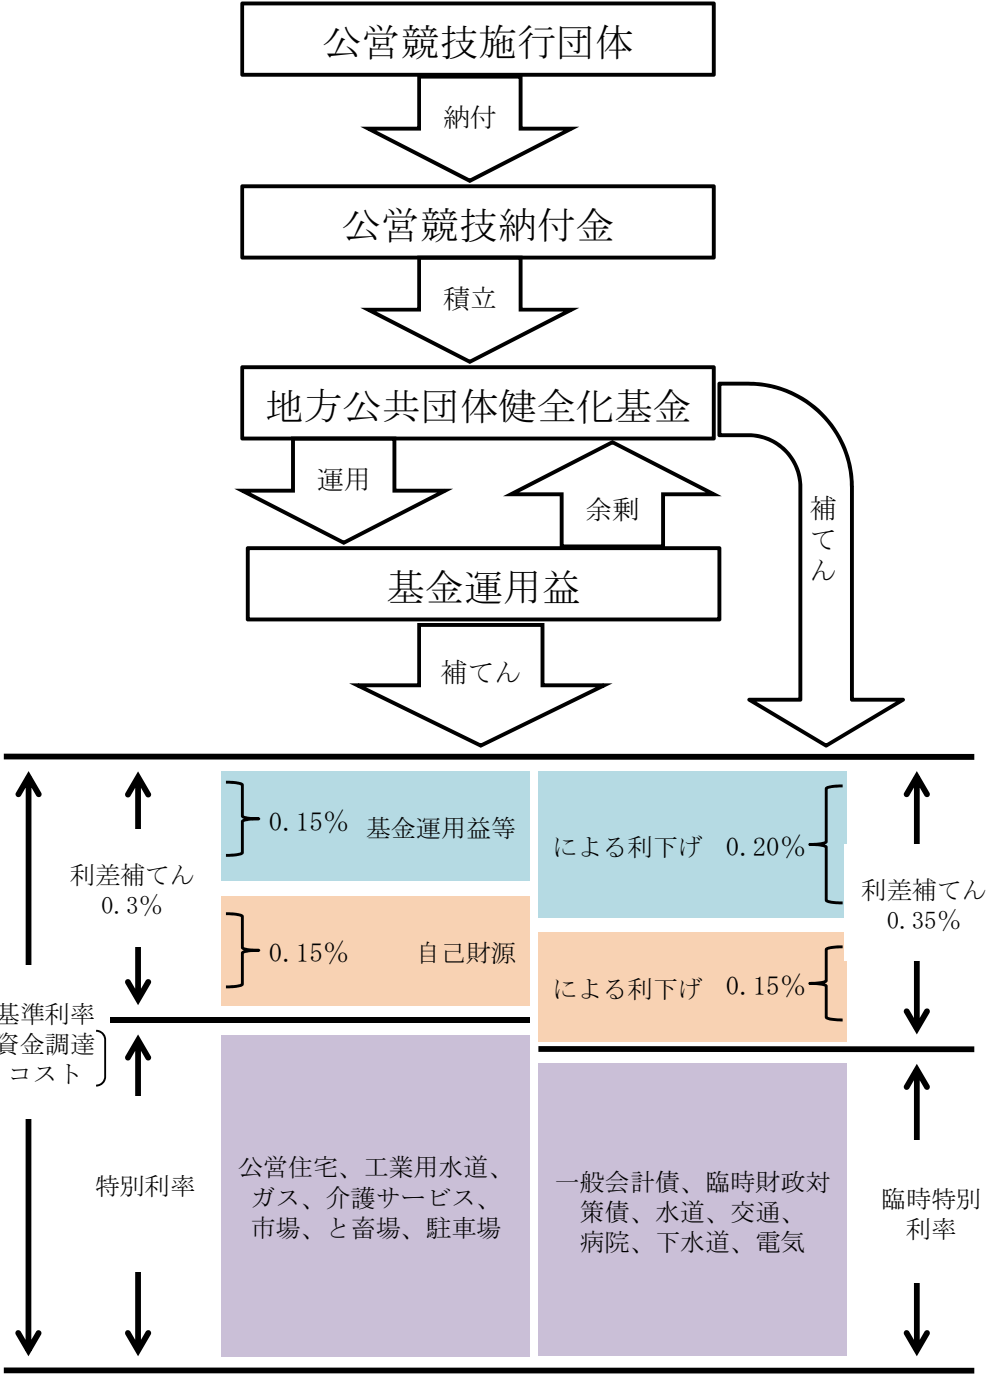 公営競技施行団体
納付
公営競技納付金
積立
地方公共団体健全化基金
運用
余剰
補てん
基金運用益
補てん
0.15%
基金運用益等
による利下げ
0.20%
利差補てん
0.3%
利差補てん
0.35%
0.15%
自己財源
による利下げ
0.15%
基準利率
資金調達
コスト
特別利率
公営住宅、工業用水道、
ガス、介護サービス、
市場、と畜場、駐車場
一般会計債、臨時財政対
策債、水道、交通、
病院、下水道、電気
臨時特別
利率